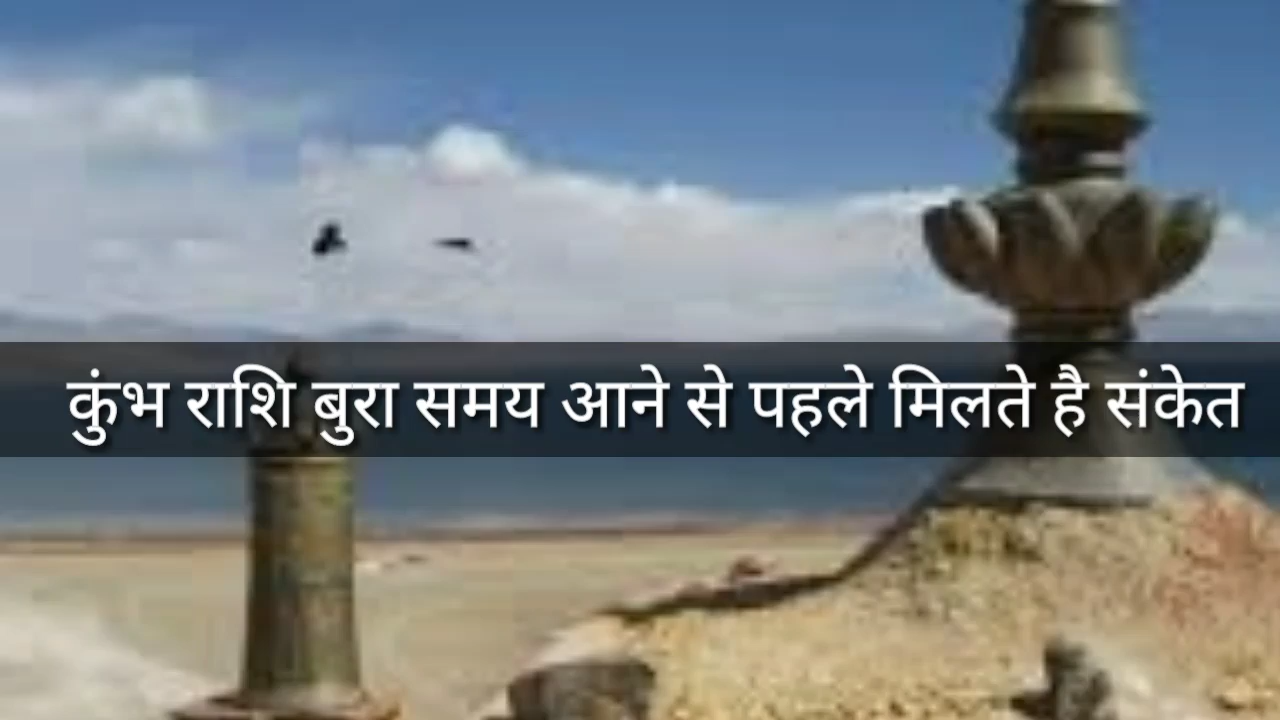 कुंभ राशि बुरा समय आने से पहले मिलते है संकेत